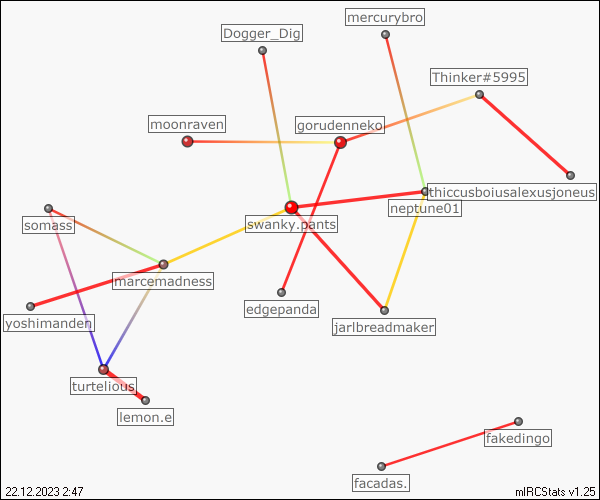 mercurybro
Dogger_Dig
Thinker#5995
moonraven
gorudenneko
thiccusboiusalexusjoneus
neptune01
somass
swanky.pants
marcemadness
edgepanda
yoshimanden
jarlbreadmaker
turtelious
lemon.e
fakedingo
facadas.
22.12.2023 2:47
mIRCStats v1.25